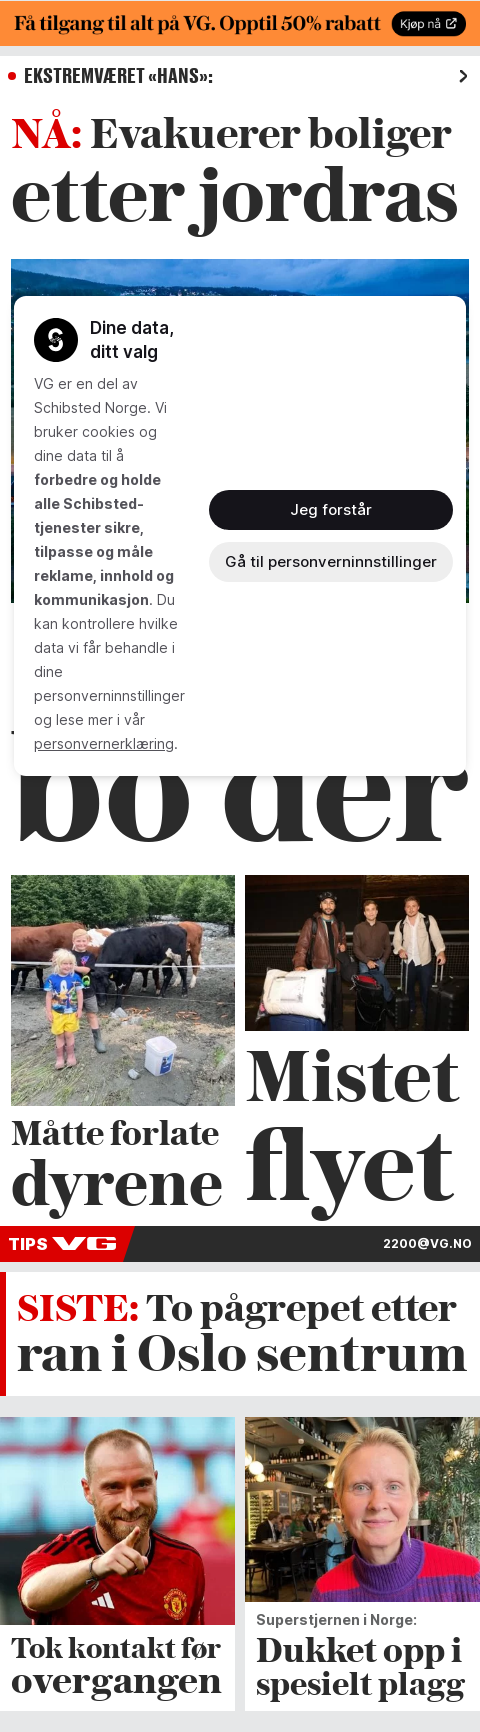 Få tilgang til alt på VG. Opptil 50% rabatt
Kjøp nå
EKSTREMVÆRET «HANS»:
NÅ: Evakuerer boliger
etter jordras
Dine data,
ditt valg
VG er en del av
Schibsted Norge. Vi
bruker cookies og
dine data til å
forbedre og holde
alle Schibsted-
tjenester sikre,
tilpasse og måle
reklame, innhold og
kommunikasjon. Du
kan kontrollere hvilke
data vi får behandle i
dine
personverninnstillinger
og lese mer i vår
personvernerklæring.
Jeg forstår
Gå til personverninnstillinger
bo der
Måtte forlate
dyrene
Mistet
flyet
TIPS VG
2200@VG.NO
SISTE: To pågrepet etter
ran i Oslo sentrum
Tok kontakt før
overgangen
Superstjernen i Norge:
Dukket opp i
spesielt plagg